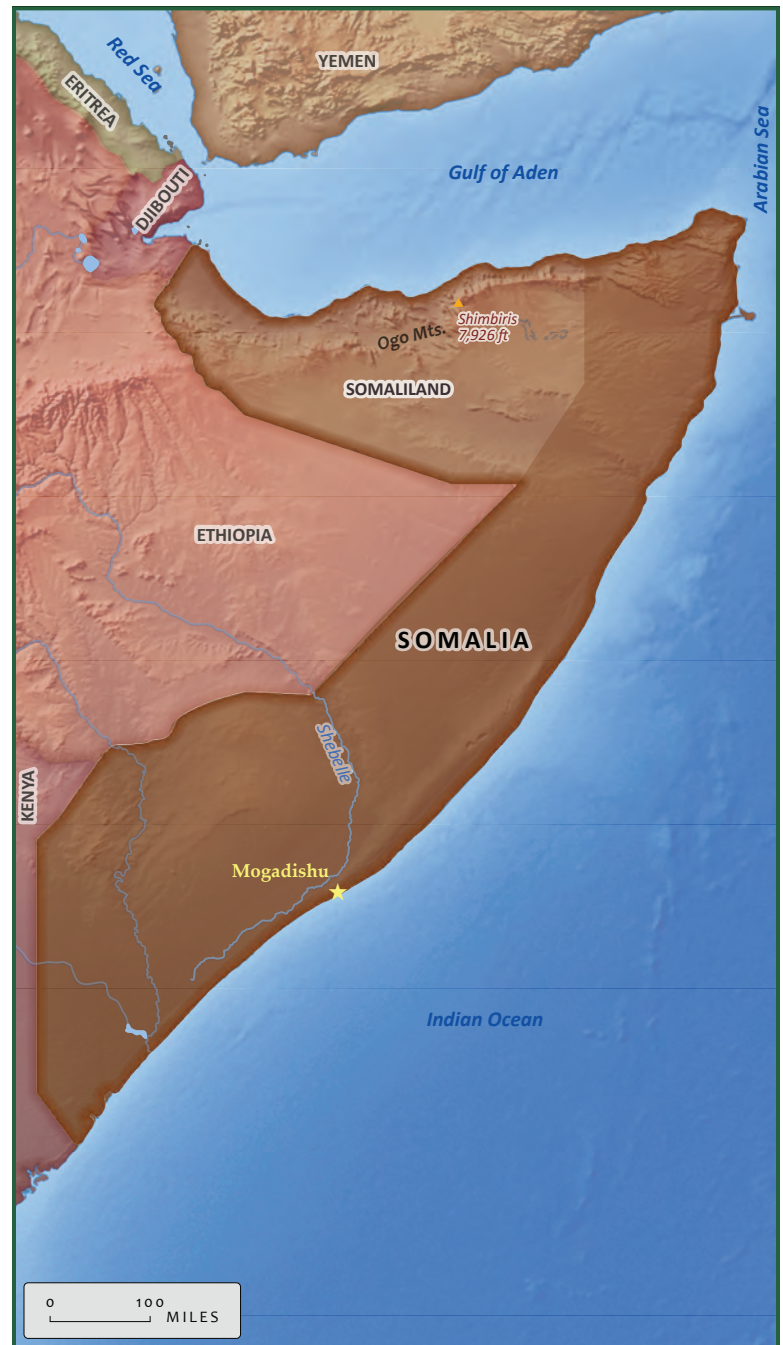 Red Sea
YEMEN
ERITREA
Arabian Sea
Gulf of Aden
DJIBOUTI
Shimbiris
7,926 ft
Ogo Mts.
SOMALILAND
ETHIOPIA
SOMALIA
Shebelle
KENYA
Mogadishu
Indian Ocean
0 100
MILES